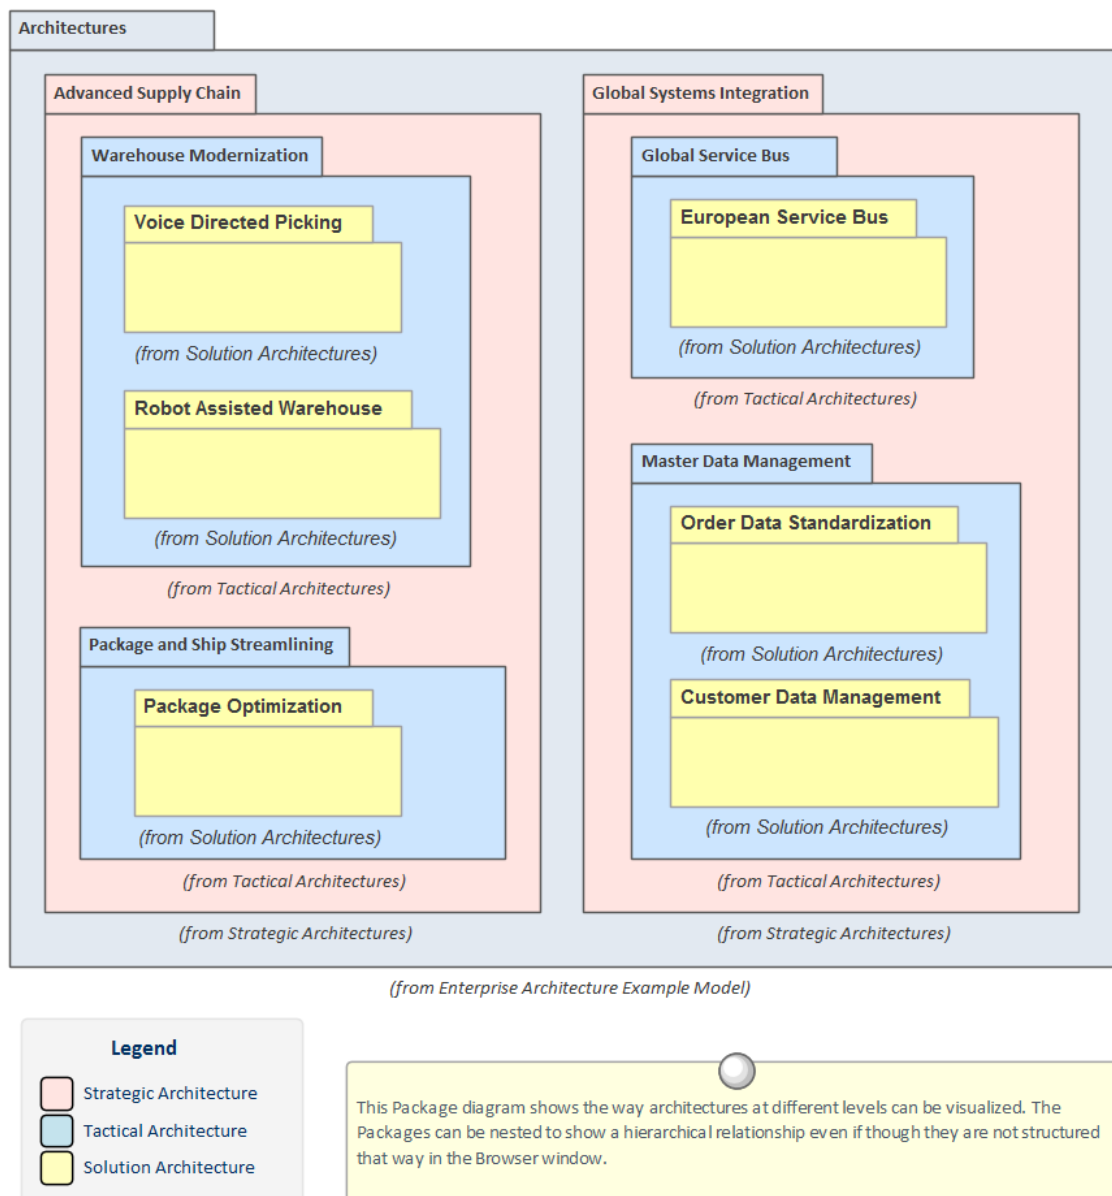 Architectures
Advanced Supply Chain
Warehouse Modernization
Voice Directed Picking
(from Solution Architectures)
Robot Assisted Warehouse
(from Solution Architectures)
(from Tactical Architectures)
Package and Ship Streamlining
Package Optimization
(from Solution Architectures)
(from Tactical Architectures)
(from Strategic Architectures)
Global Systems Integration
Global Service Bus
European Service Bus
(from Solution Architectures)
(from Tactical Architectures)
Master Data Management
Order Data Standardization
(from Solution Architectures)
Customer Data Management
(from Solution Architectures)
(from Tactical Architectures)
(from Strategic Architectures)
(from Enterprise Architecture Example Model)
Legend
Strategic Architecture
Tactical Architecture
Solution Architecture
This Package diagram shows the way architectures at different levels can be visualized. The
Packages can be nested to show a hierarchical relationship even if though they are not structured
that way in the Browser window.